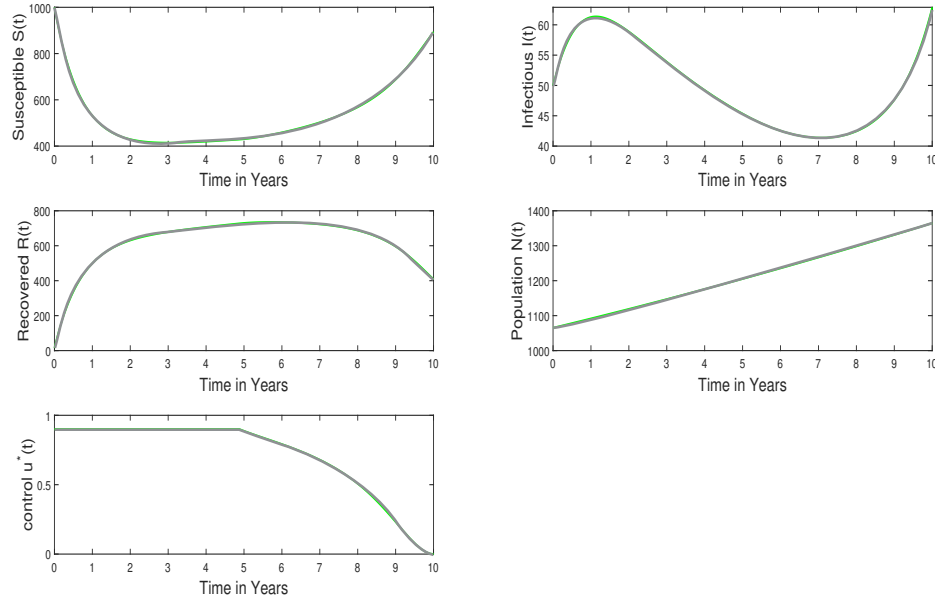 Susceptible S(t)
1000
800
600
400
0 1 2 3 4 5 6 7 8 9 10
Time in Years
Infectious I(t)
60
55
50
45
40
0 1 2 3 4 5 6 7 8 9 10
Time in Years
Recovered R(t)
800
600
400
200
0
0 1 2 3 4 5 6 7 8 9 10
Time in Years
Population N(t)
1400
1300
1200
1100
1000
0 1 2 3 4 5 6 7 8 9 10
Time in Years
control u*(t)
1
0.5
0
0 1 2 3 4 5 6 7 8 9 10
Time in Years